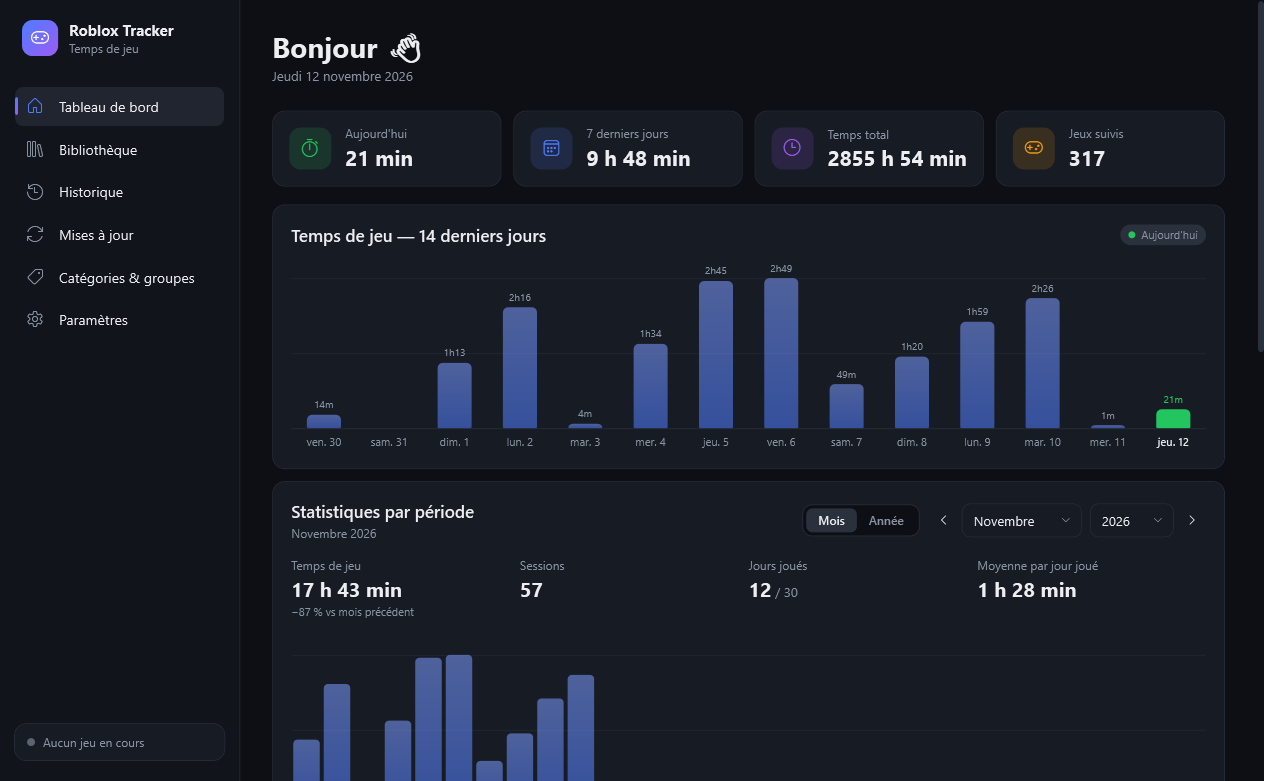 Roblox Tracker
Temps de jeu
Tableau de bord
Bibliothèque
Historique
Mises à jour
Catégories & groupes
Paramètres
Aucun jeu en cours
Bonjour 👋
Jeudi 12 novembre 2026
Aujourd'hui
21 min
7 derniers jours
9 h 48 min
Temps total
2855 h 54 min
Jeux suivis
317
Temps de jeu — 14 derniers jours
Aujourd'hui
14m
1h13
2h16
4m
1h34
2h45
2h49
49m
1h20
1h59
2h26
1m
21m
ven. 30
sam. 31
dim. 1
lun. 2
mar. 3
mer. 4
jeu. 5
ven. 6
sam. 7
dim. 8
lun. 9
mar. 10
mer. 11
jeu. 12
Statistiques par période
Novembre 2026
Mois
Année
Novembre
2026
Temps de jeu
17 h 43 min
−87 % vs mois précédent
Sessions
57
Jours joués
12 / 30
Moyenne par jour joué
1 h 28 min